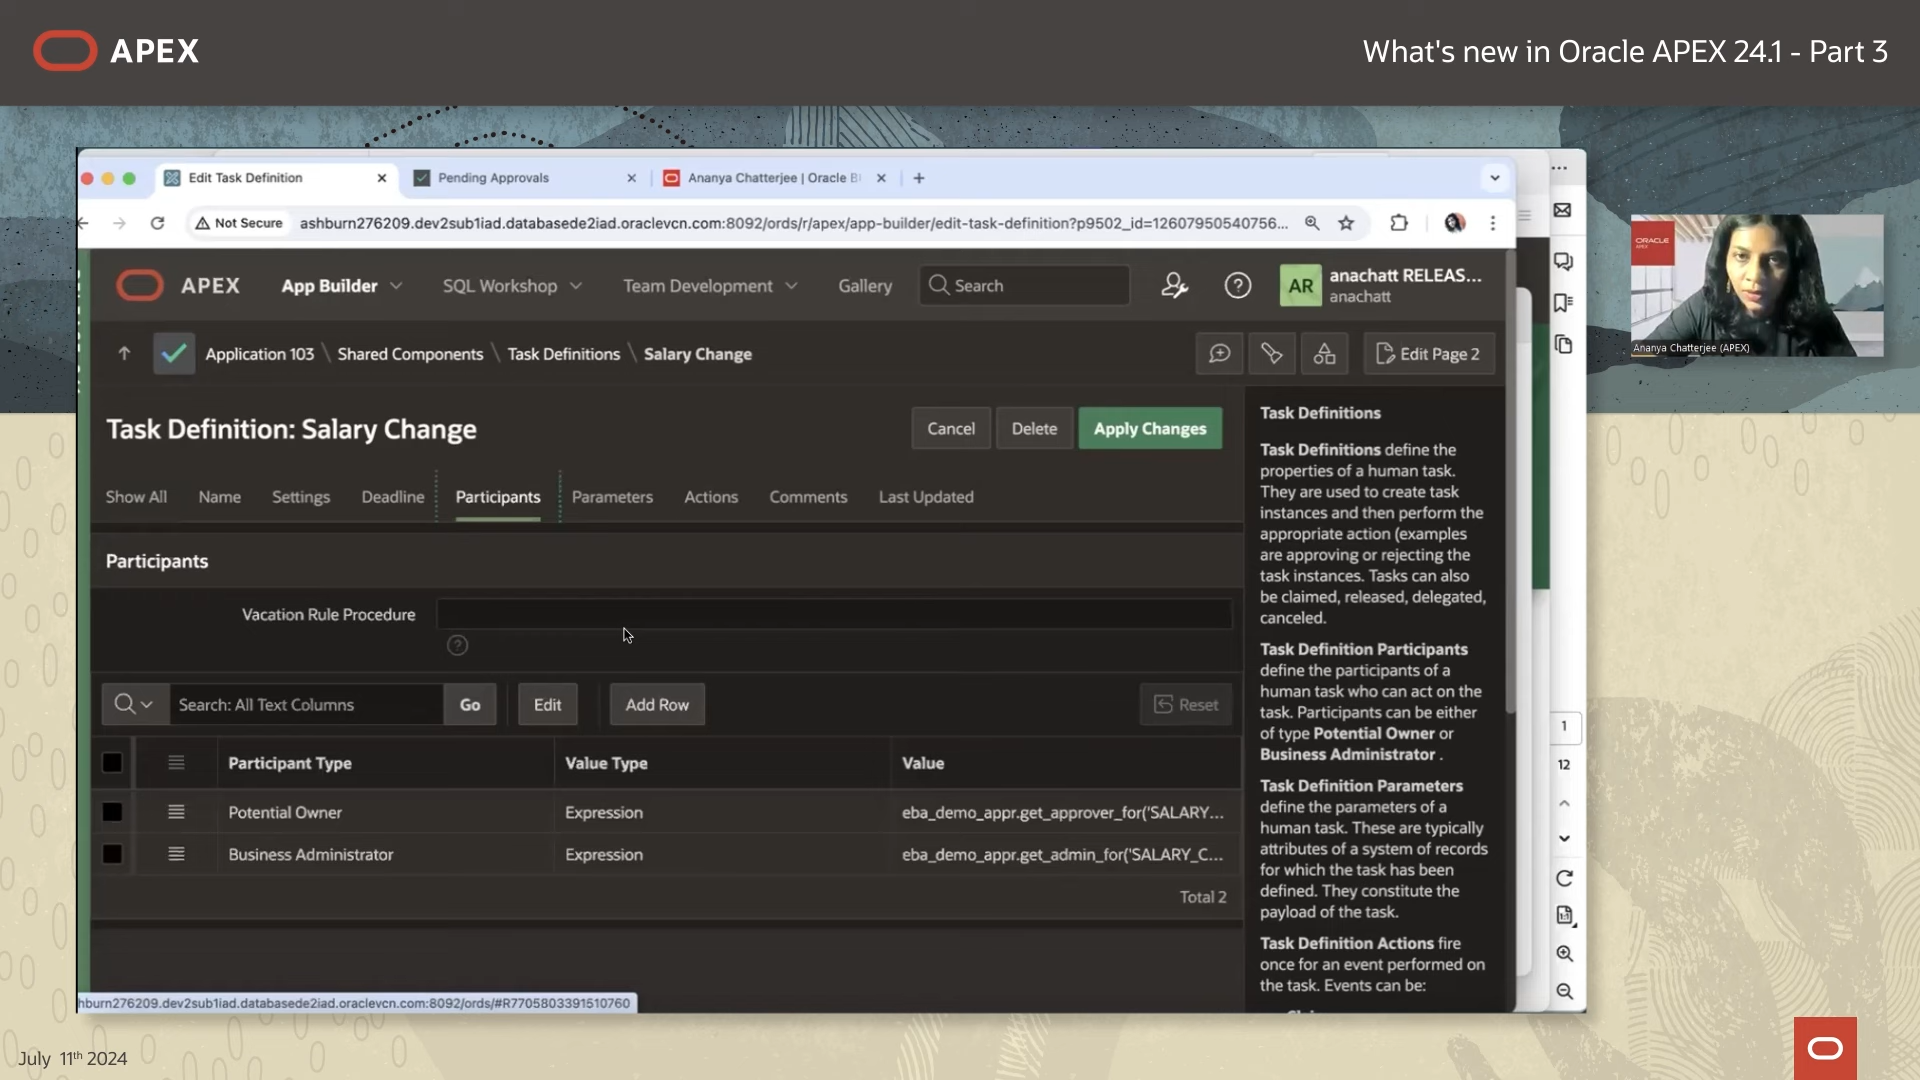 APEX
What's new in Oracle APEX 24.1 - Part 3
Edit Task Definition
Pending Approvals
Ananya Chatterjee | Oracle B
Not Secure
ashburn276209.dev2sub1iad.databasede2iad.oraclevcn.com:8092/ords/r/apex/app-builder/edit-task-definition?p9502_id=12607950540756...
APEX
App Builder
SQL Workshop
Team Development
Gallery
Search
AR
anachatt RELEAS...
anachatt
Application 103 \ Shared Components \ Task Definitions \ Salary Change
Edit Page 2
Task Definition: Salary Change
Cancel
Delete
Apply Changes
Show All
Name
Settings
Deadline
Participants
Parameters
Actions
Comments
Last Updated
Participants
Vacation Rule Procedure
Search: All Text Columns
Go
Edit
Add Row
Reset
Participant Type
Value Type
Value
Potential Owner
Expression
eba_demo_appr.get_approver_for('SALARY...
Business Administrator
Expression
eba_demo_appr.get_admin_for('SALARY_C...
Total 2
Task Definitions
Task Definitions define the
properties of a human task.
They are used to create task
instances and then perform the
appropriate action (examples
are approving or rejecting the
task instances. Tasks can also
be claimed, released, delegated,
canceled.
Task Definition Participants
define the participants of a
human task who can act on the
task. Participants can be either
of type Potential Owner or
Business Administrator .
Task Definition Parameters
define the parameters of a
human task. These are typically
attributes of a system of records
for which the task has been
defined. They constitute the
payload of the task.
Task Definition Actions fire
once for an event performed on
the task. Events can be:
1
12
hburn276209.dev2sub1iad.databasede2iad.oraclevcn.com:8092/ords/#R7705803391510760
ORACLE
APEX
Ananya Chatterjee (APEX)
July 11th 2024